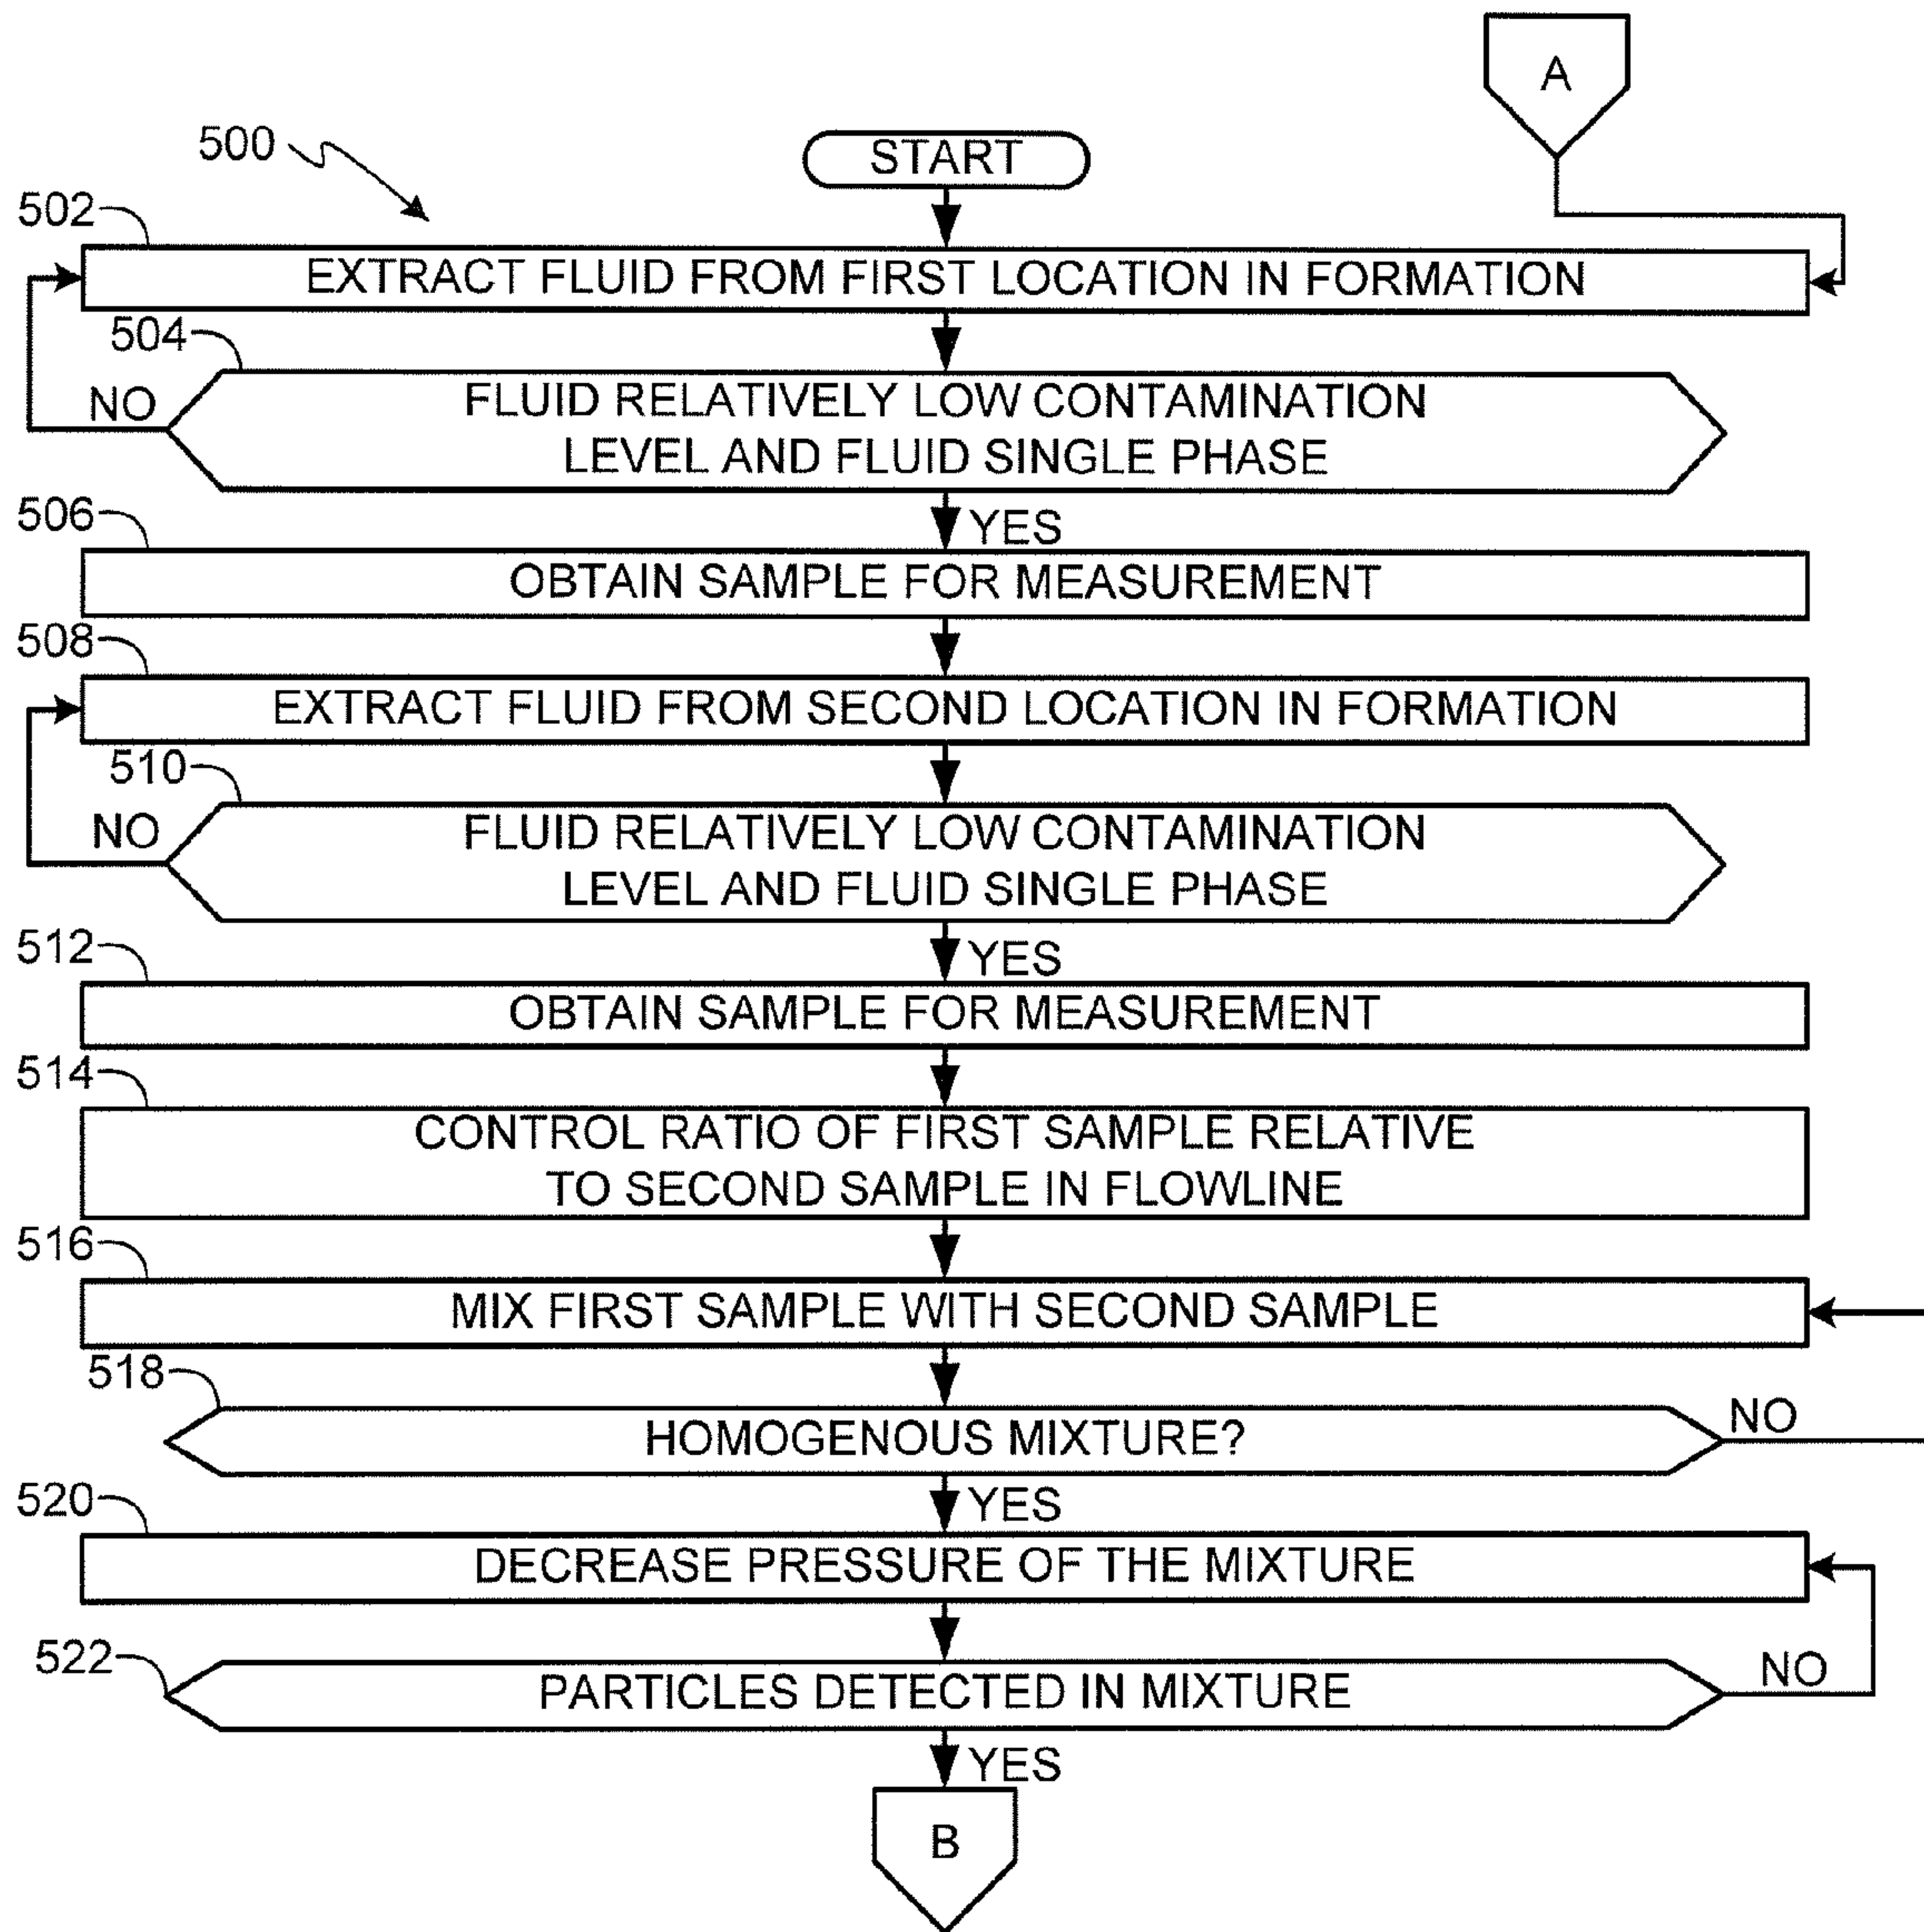 A
500
START
502
EXTRACT FLUID FROM FIRST LOCATION IN FORMATION
504
NO
FLUID RELATIVELY LOW CONTAMINATION
LEVEL AND FLUID SINGLE PHASE
YES
506
OBTAIN SAMPLE FOR MEASUREMENT
508
EXTRACT FLUID FROM SECOND LOCATION IN FORMATION
510
NO
FLUID RELATIVELY LOW CONTAMINATION
LEVEL AND FLUID SINGLE PHASE
YES
512
OBTAIN SAMPLE FOR MEASUREMENT
514
CONTROL RATIO OF FIRST SAMPLE RELATIVE
TO SECOND SAMPLE IN FLOWLINE
516
MIX FIRST SAMPLE WITH SECOND SAMPLE
518
HOMOGENOUS MIXTURE?
NO
YES
520
DECREASE PRESSURE OF THE MIXTURE
522
PARTICLES DETECTED IN MIXTURE
NO
YES
B